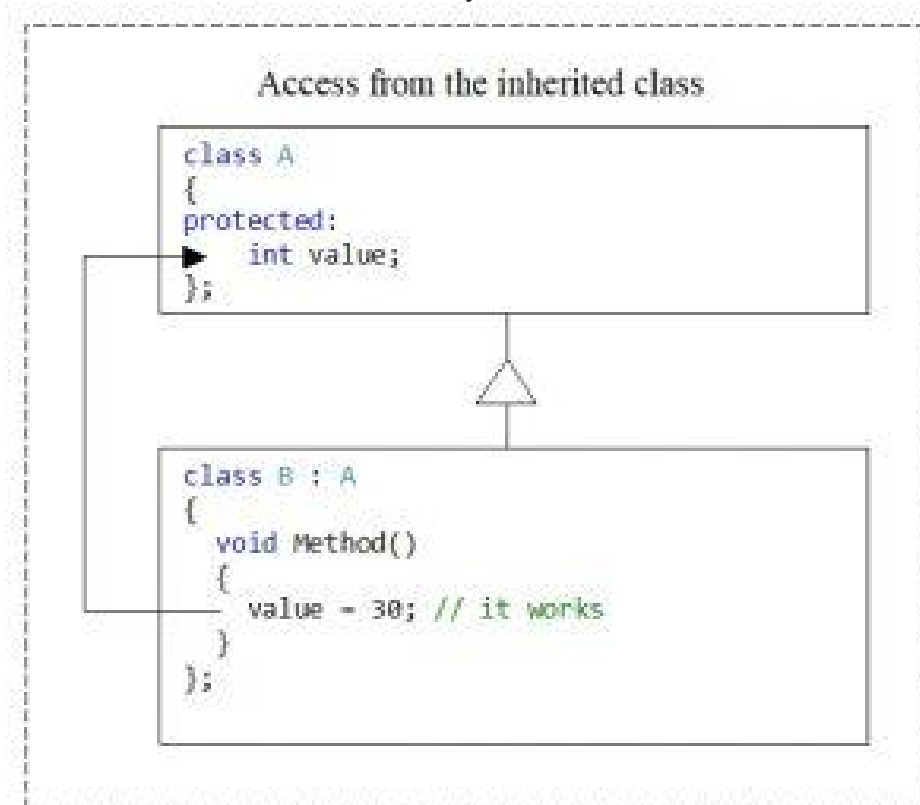 Access from the inherited class
class A
{
protected:
int value;
};
class B : A
{
void Method()
{
value = 30; // it works
}
};